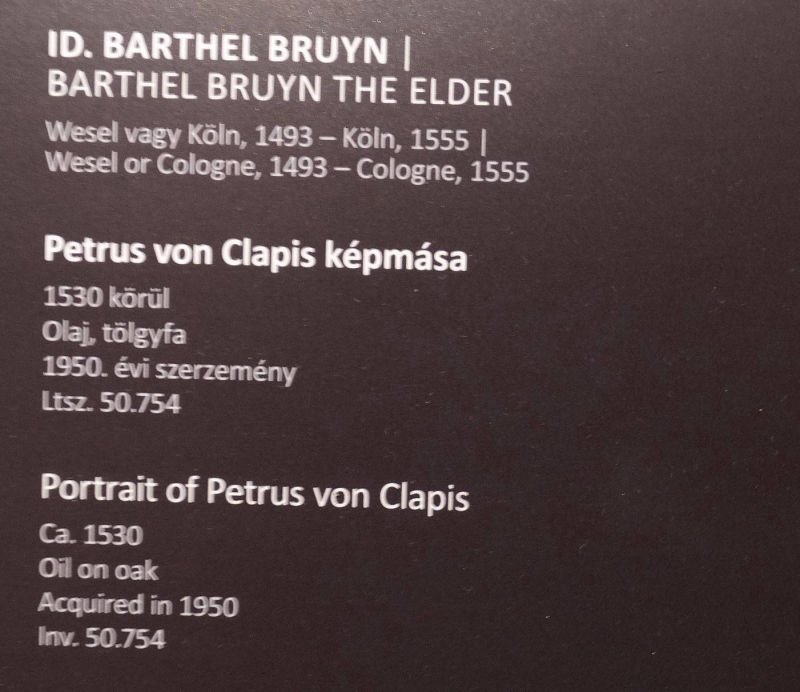 ID. BARTHEL BRUYN |
BARTHEL BRUYN THE ELDER
Wesel vagy Köln, 1493 – Köln, 1555 |
Wesel or Cologne, 1493 – Cologne, 1555
Petrus von Clapis képmása
1530 körül
Olaj, tölgyfa
1950. évi szerzemény
Ltsz. 50.754
Portrait of Petrus von Clapis
Ca. 1530
Oil on oak
Acquired in 1950
Inv. 50.754